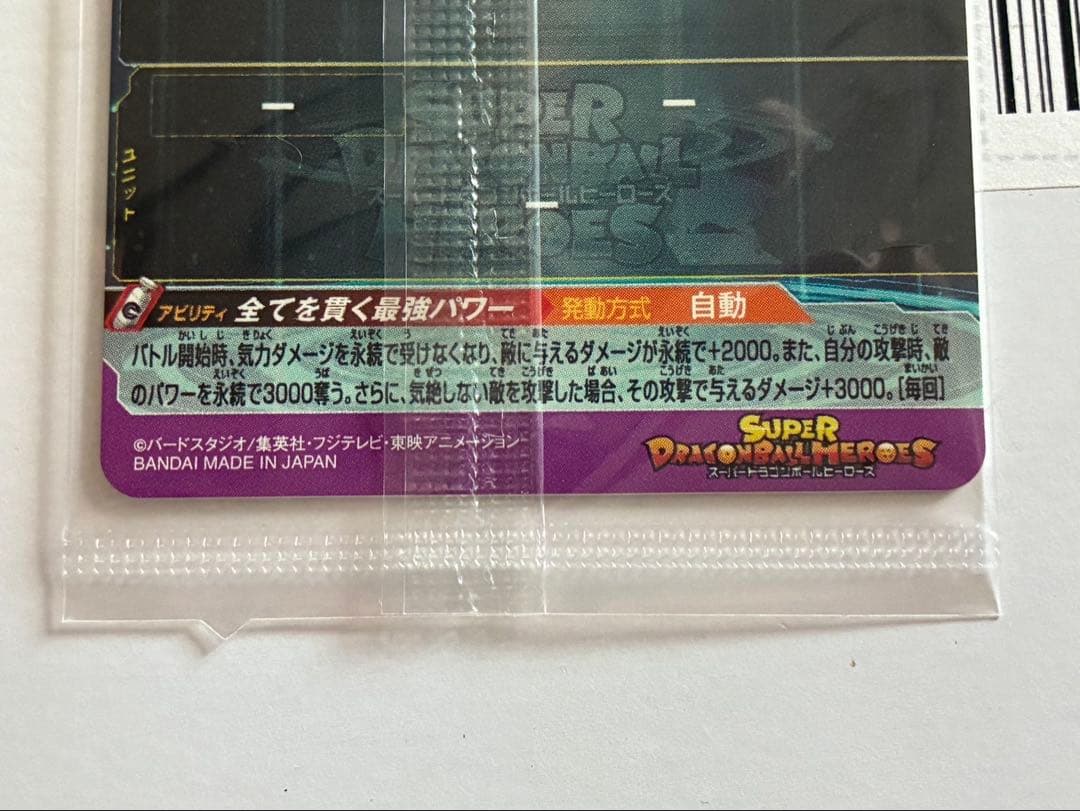 SUPER
DRAGONBALL
スーパードラゴンボールヒーローズ
HEROES
ユニット
アビリティ 全てを貫く最強パワー 発動方式 自動
バトル開始時、気力ダメージを永続で受けなくなり、敵に与えるダメージが永続で+2000。また、自分の攻撃時、敵
のパワーを永続で3000奪う。さらに、気絶しない敵を攻撃した場合、その攻撃で与えるダメージ+3000。[毎回]
©バードスタジオ/集英社・フジテレビ・東映アニメーション
BANDAI MADE IN JAPAN
SUPER
DRAGONBALL HEROES
スーパードラゴンボールヒーローズ